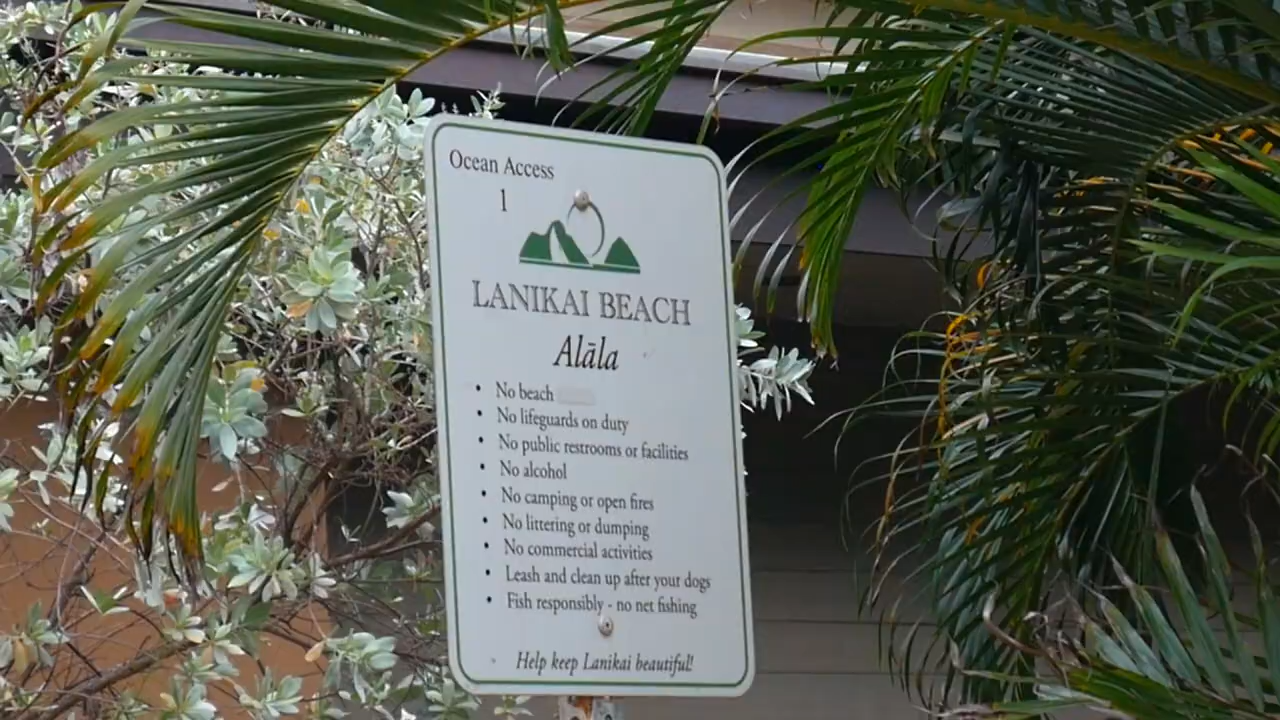 Ocean Access
1
LANIKAI BEACH
Alāla
• No beach
• No lifeguards on duty
• No public restrooms or facilities
• No alcohol
• No camping or open fires
• No littering or dumping
• No commercial activities
• Leash and clean up after your dogs
• Fish responsibly - no net fishing
Help keep Lanikai beautiful!